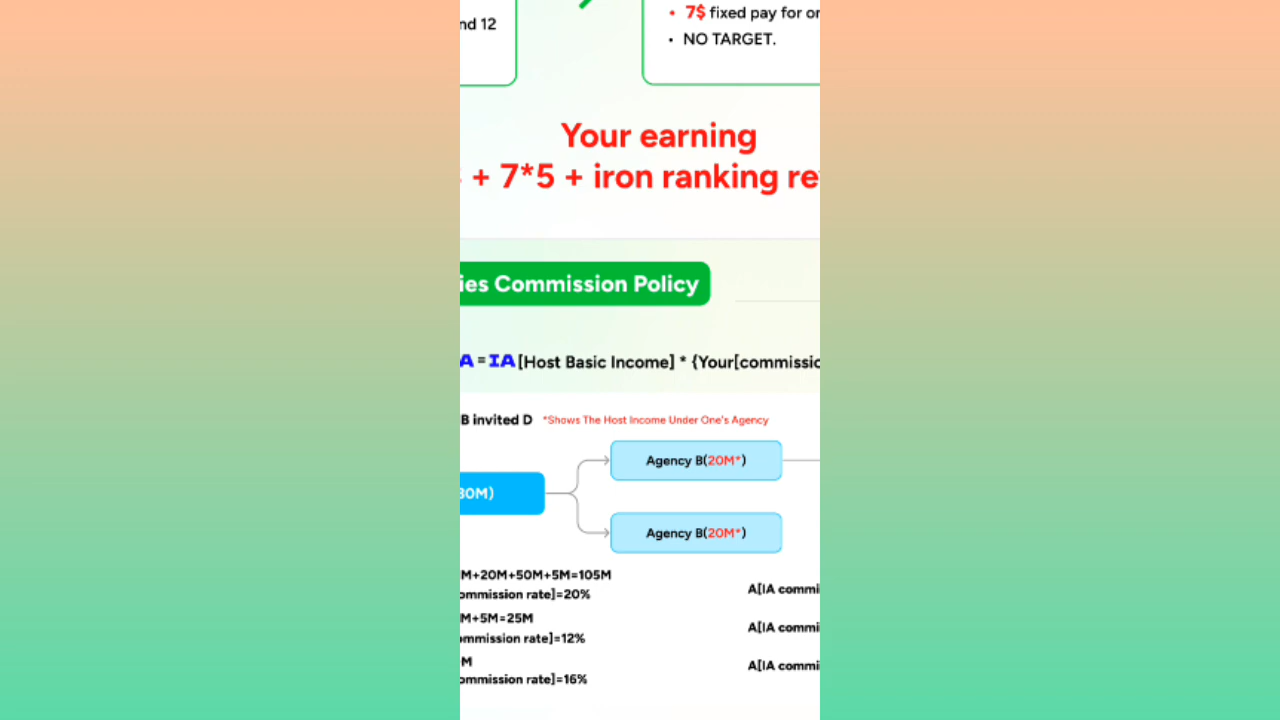 nd 12
• 7$ fixed pay for or
• NO TARGET.
Your earning
+ 7*5 + iron ranking re
ies Commission Policy
A = IA [Host Basic Income] * {Your[commissic
B invited D *Shows The Host Income Under One's Agency
Agency B(20M*)
30M)
Agency B(20M*)
M+20M+50M+5M=105M
ommission rate]=20%
A[IA commi
M+5M=25M
A[IA commi
ommission rate]=12%
M
A[IA commi
ommission rate]=16%